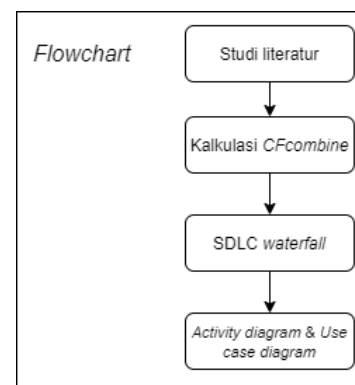 Flowchart
Studi literatur
Kalkulasi CFcombine
SDLC waterfall
Activity diagram & Use
case diagram